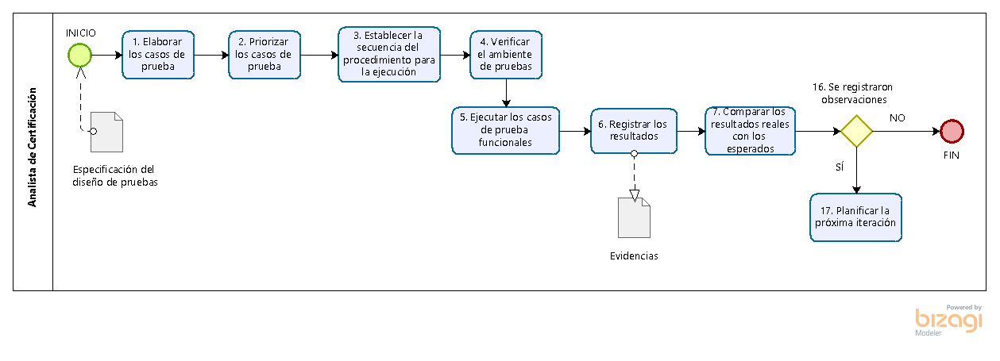 Analista de Certificación
INICIO
1. Elaborar
los casos de
prueba
2. Priorizar
los casos de
prueba
3. Establecer la
secuencia del
procedimiento para
la ejecución
4. Verificar
el ambiente
de pruebas
Especificación del
diseño de pruebas
5. Ejecutar los casos
de prueba
funcionales
6. Registrar los
resultados
Evidencias
7. Comparar los
resultados reales
con los
esperados
16. Se registraron
observaciones
NO
FIN
SÍ
17. Planificar la
próxima iteración
Powered by
bizagi
Modeler